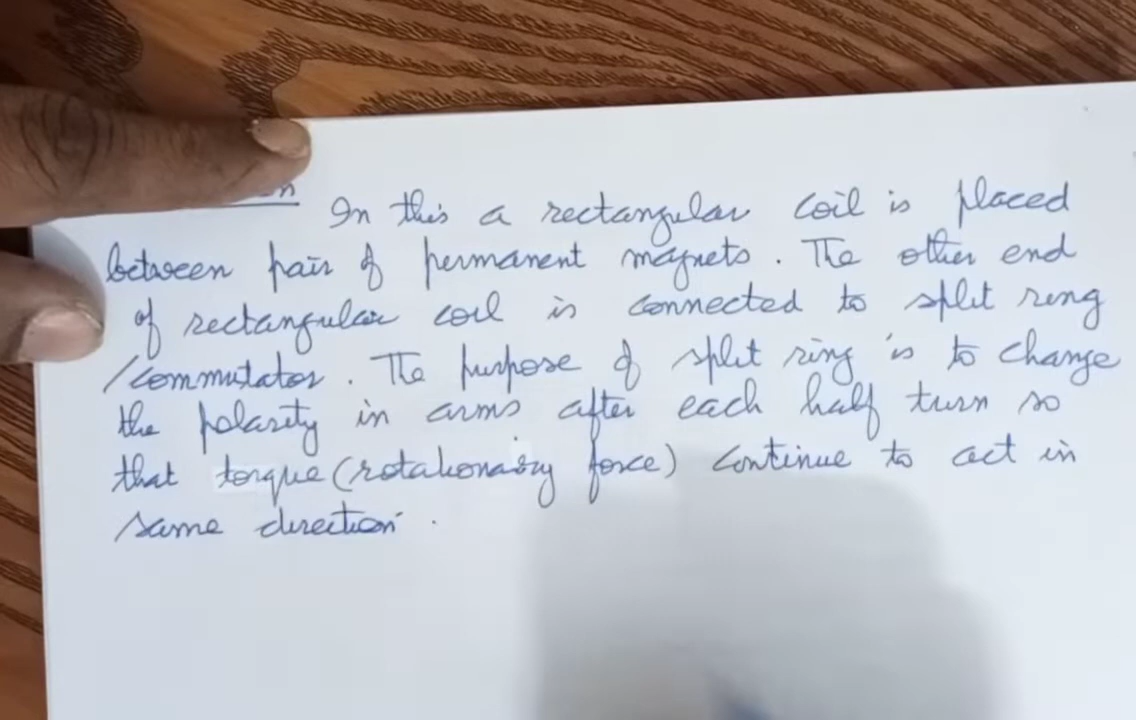 In this a rectangular coil is placed
between pair of permanent magnets. The other end
of rectangular coil is connected to split ring
/commutator. The purpose of split ring is to change
the polarity in arms after each half turn so
that torque (rotationary force) continue to act in
same direction.